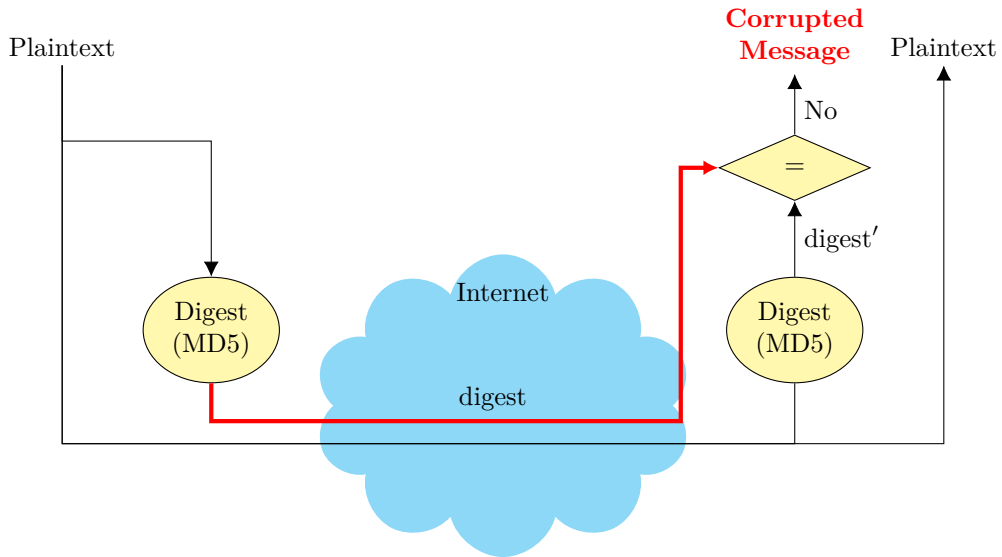 Corrupted
Message
Plaintext
Plaintext
No
=
digest′
Internet
Digest
(MD5)
Digest
(MD5)
digest